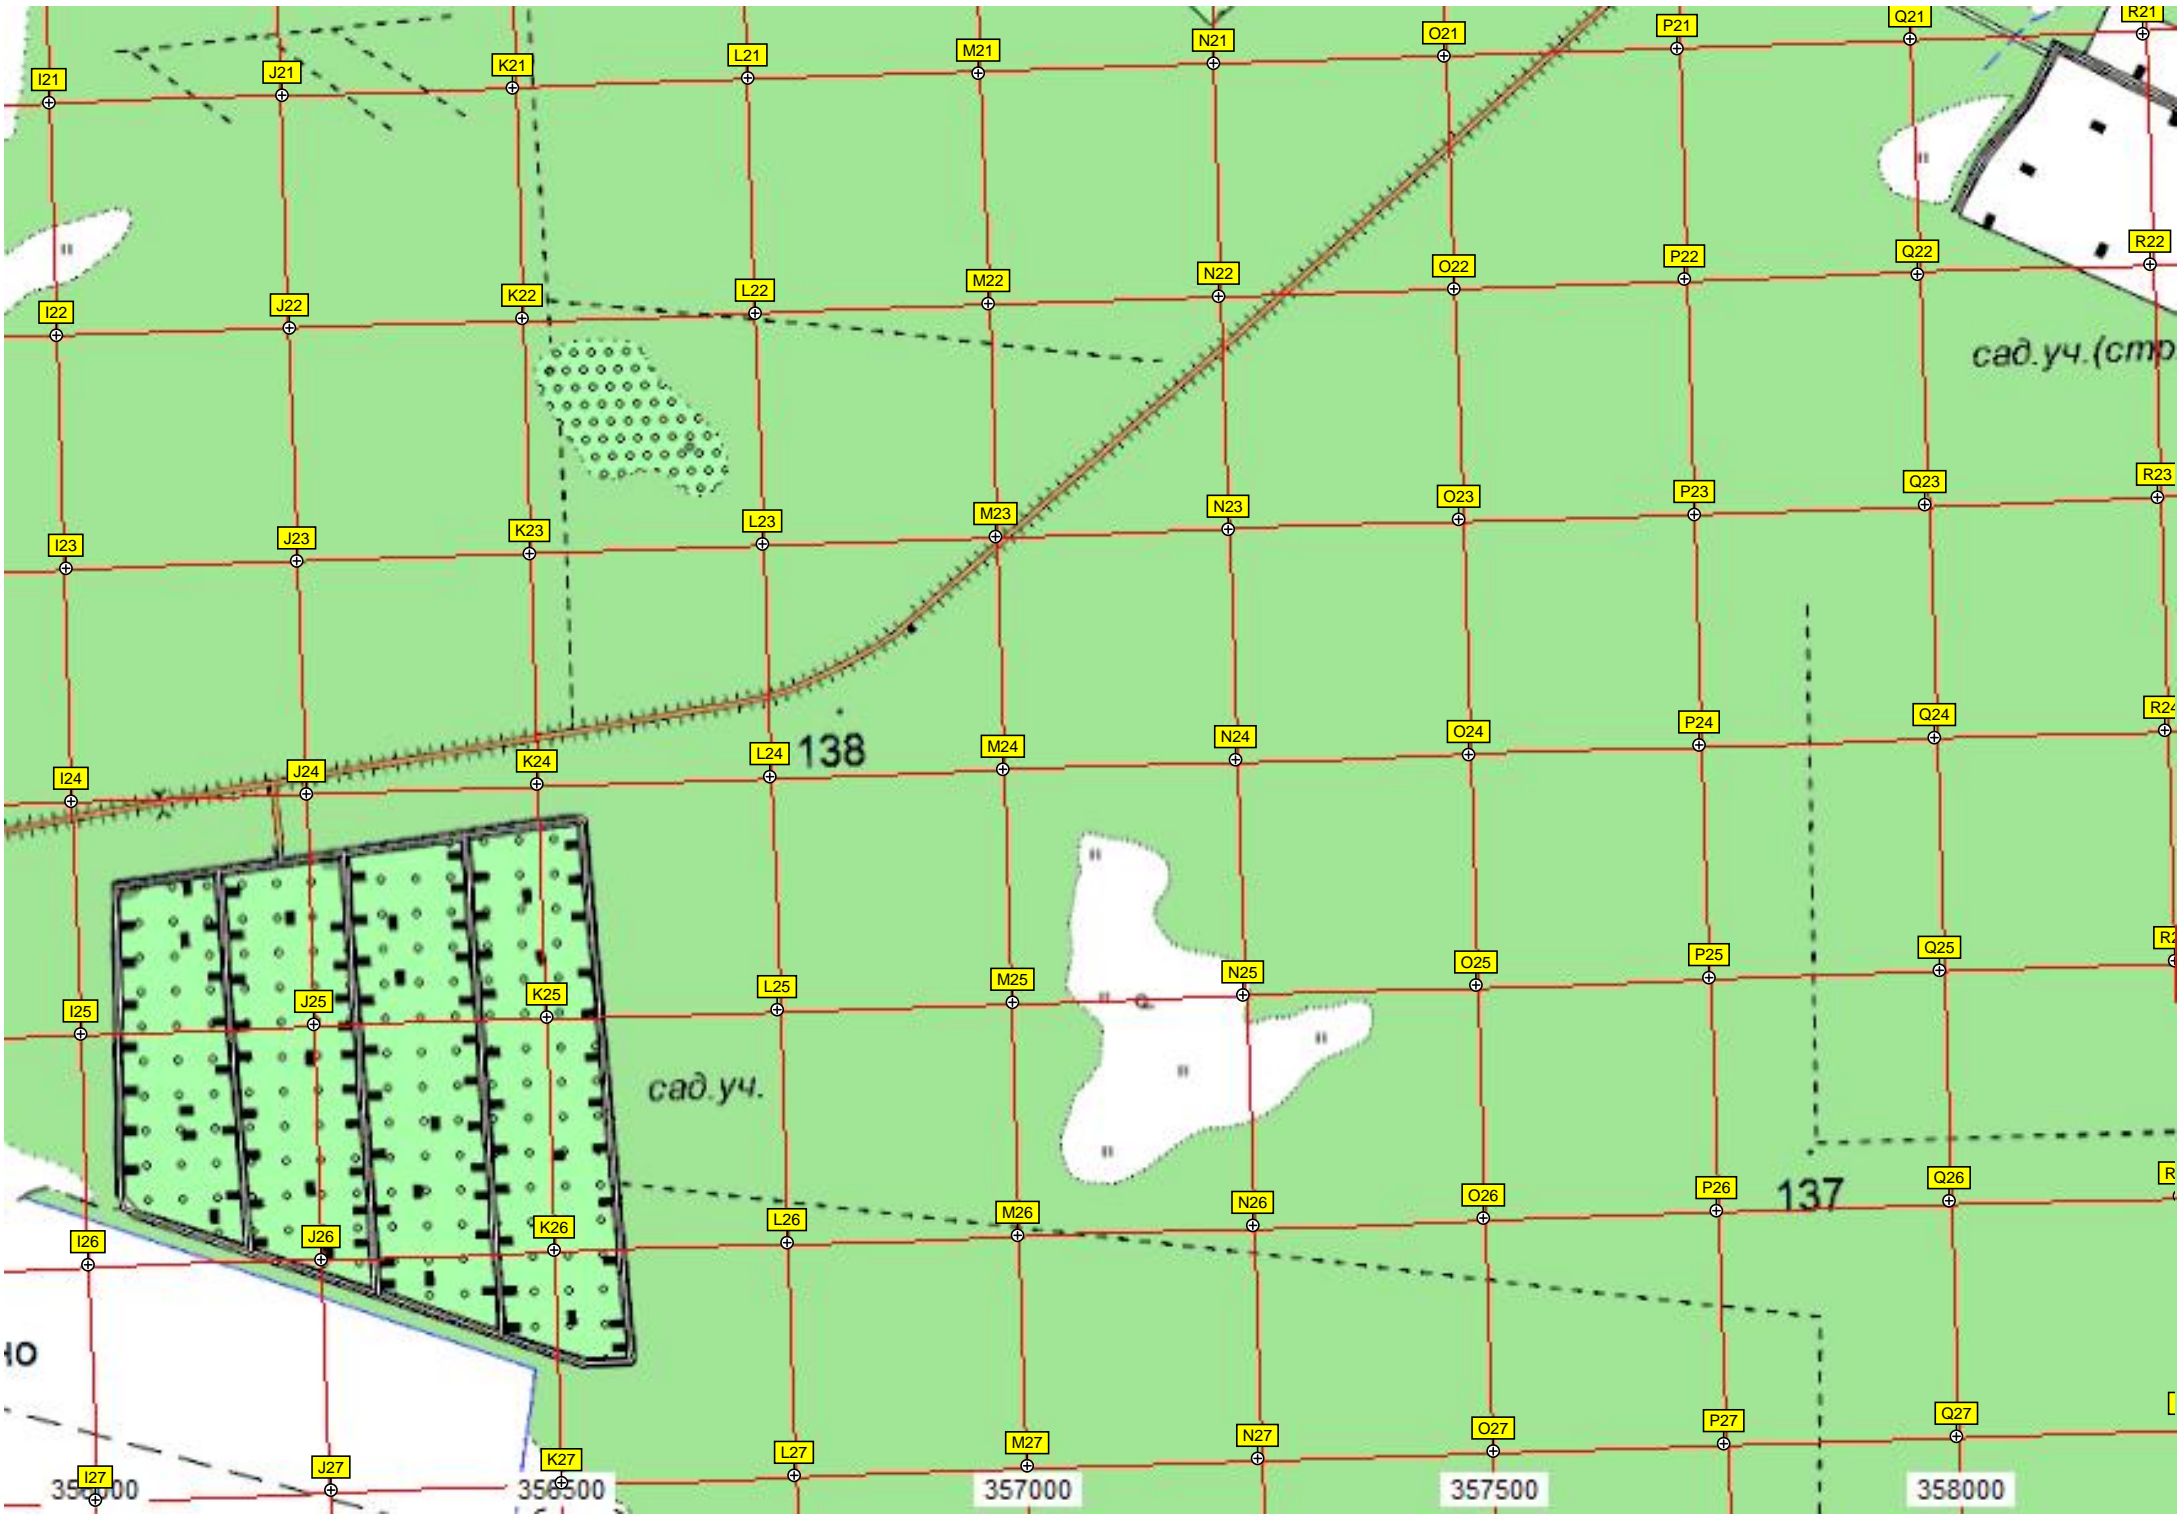 I21 J21 K21 L21 M21 N21 O21 P21 Q21 R21
I22 J22 K22 L22 M22 N22 O22 P22 Q22 R22
сад.уч.(стр.
I23 J23 K23 L23 M23 N23 O23 P23 Q23 R23
I24 J24 K24 L24 138 M24 N24 O24 P24 Q24 R24
I25 J25 K25 L25 M25 N25 O25 P25 Q25
сад.уч.
I26 J26 K26 L26 M26 N26 O26 P26 137 Q26
но
I27 J27 K27 L27 M27 N27 O27 P27 Q27
356000 356500 357000 357500 358000